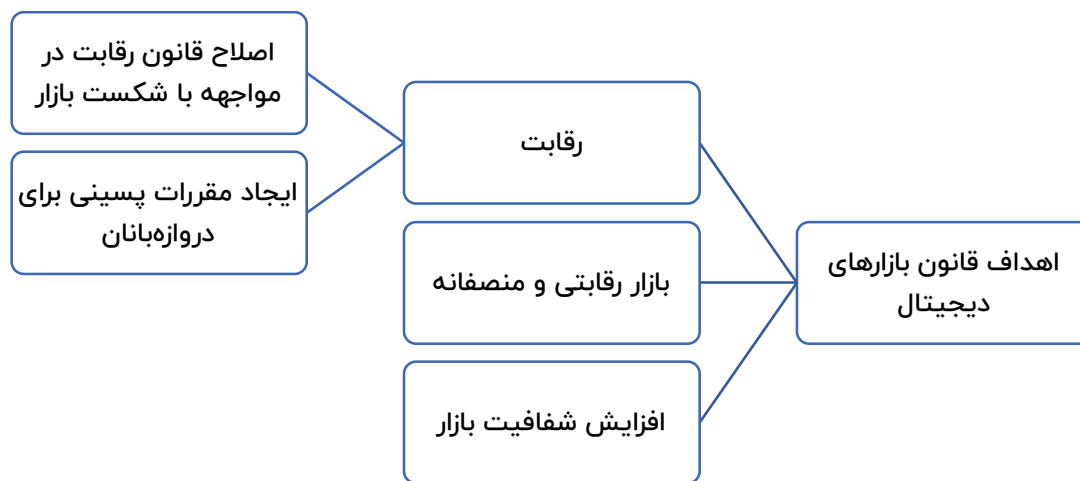 اهداف قانون بازارهای
دیجیتال
رقابت
اصلاح قانون رقابت در
مواجهه با شکست بازار
ایجاد مقررات پسینی برای
دروازه‌بانان
بازار رقابتی و منصفانه
افزایش شفافیت بازار